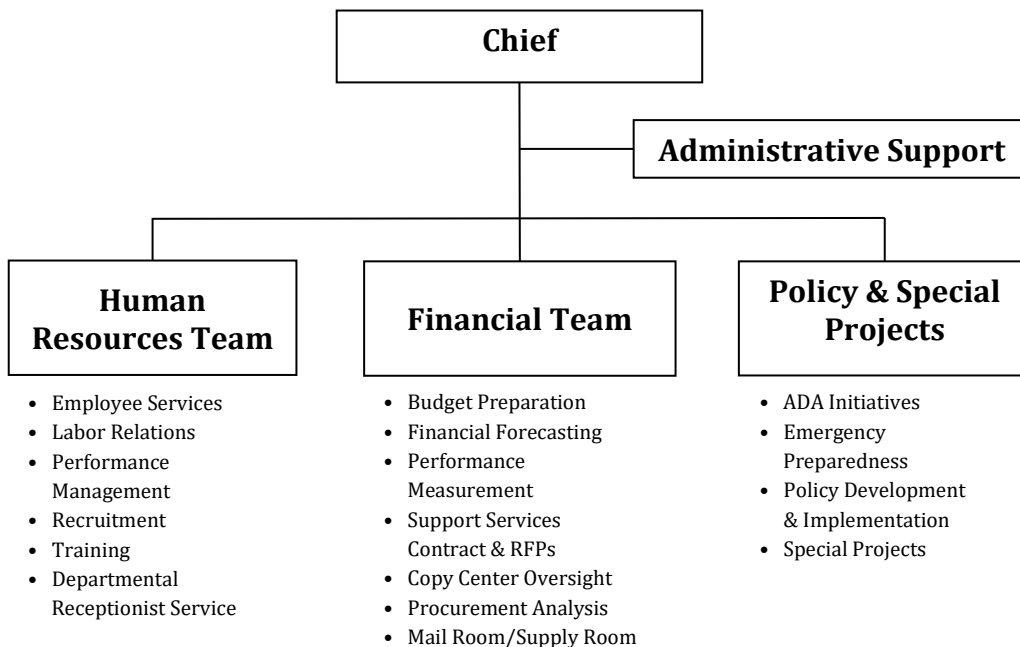 Chief
Administrative Support
Human
Resources Team
• Employee Services
• Labor Relations
• Performance
Management
• Recruitment
• Training
• Departmental
Receptionist Service
Financial Team
• Budget Preparation
• Financial Forecasting
• Performance
Measurement
• Support Services
Contract & RFPs
• Copy Center Oversight
• Procurement Analysis
• Mail Room/Supply Room
Policy & Special
Projects
• ADA Initiatives
• Emergency
Preparedness
• Policy Development
& Implementation
• Special Projects